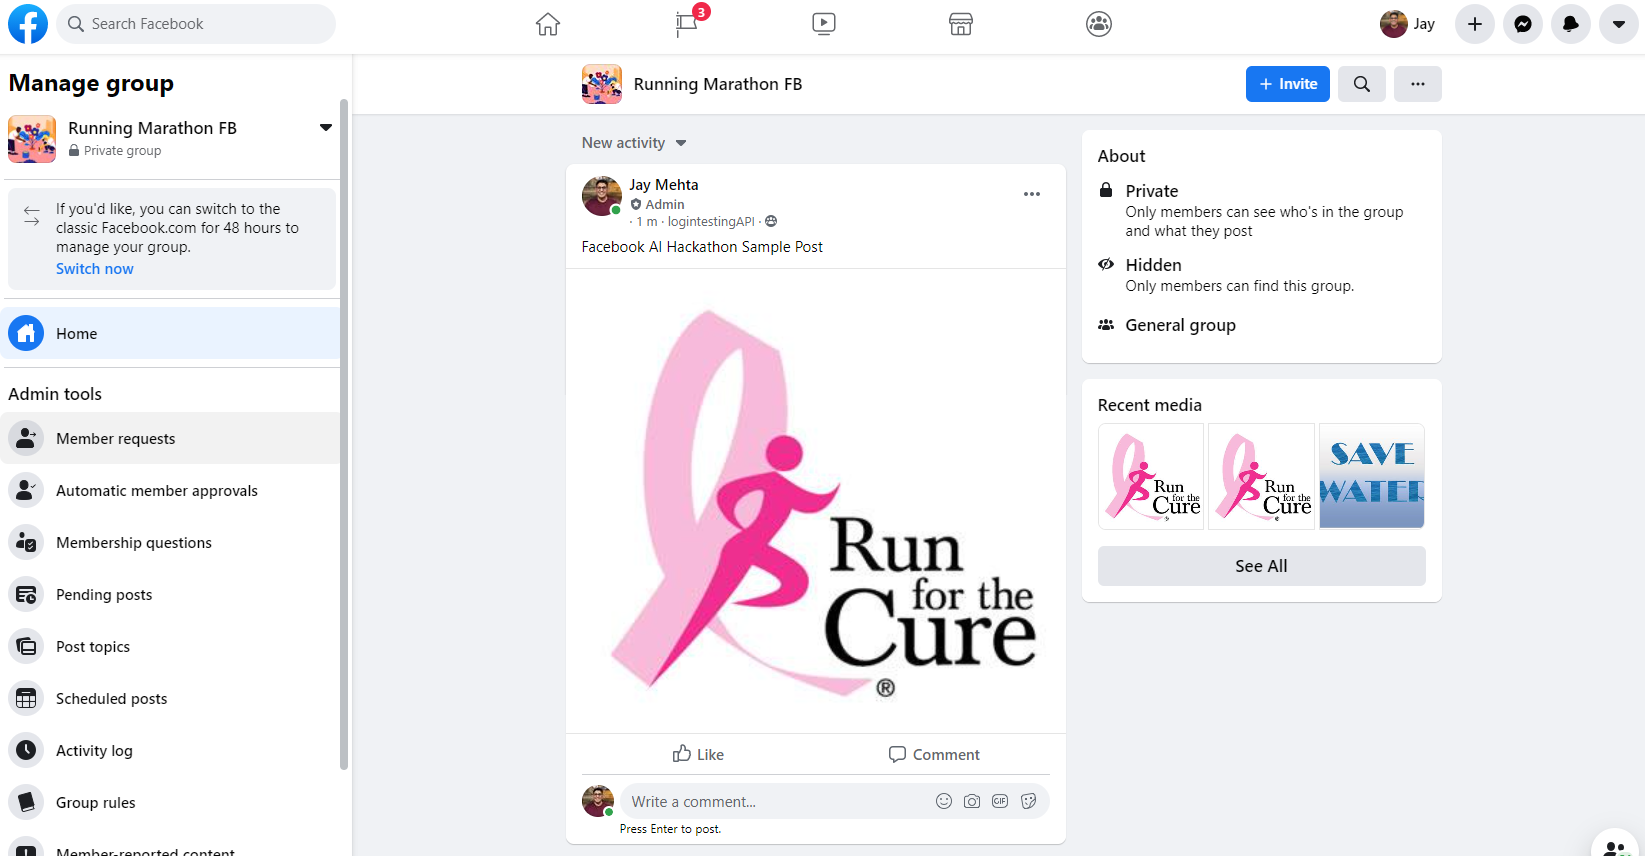 Search Facebook
3
Jay
Manage group
Running Marathon FB
Private group
If you'd like, you can switch to the
classic Facebook.com for 48 hours to
manage your group.
Switch now
Home
Admin tools
Member requests
Automatic member approvals
Membership questions
Pending posts
Post topics
Scheduled posts
Activity log
Group rules
Member-reported content
Running Marathon FB
+ Invite
New activity
Jay Mehta
Admin
· 1 m · logintestingAPI ·
Facebook AI Hackathon Sample Post
Run
for the
Cure
®
Like
Comment
Write a comment...
GIF
Press Enter to post.
About
Private
Only members can see who's in the group
and what they post
Hidden
Only members can find this group.
General group
Recent media
Run
for the
Cure
Run
for the
Cure
SAVE
WATER
See All